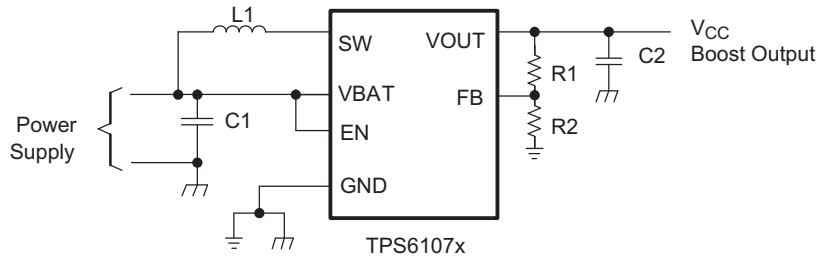 L1
SW
VOUT
V_CC
Boost Output
R1
C2
VBAT
FB
Power
Supply
C1
EN
R2
GND
TPS6107x